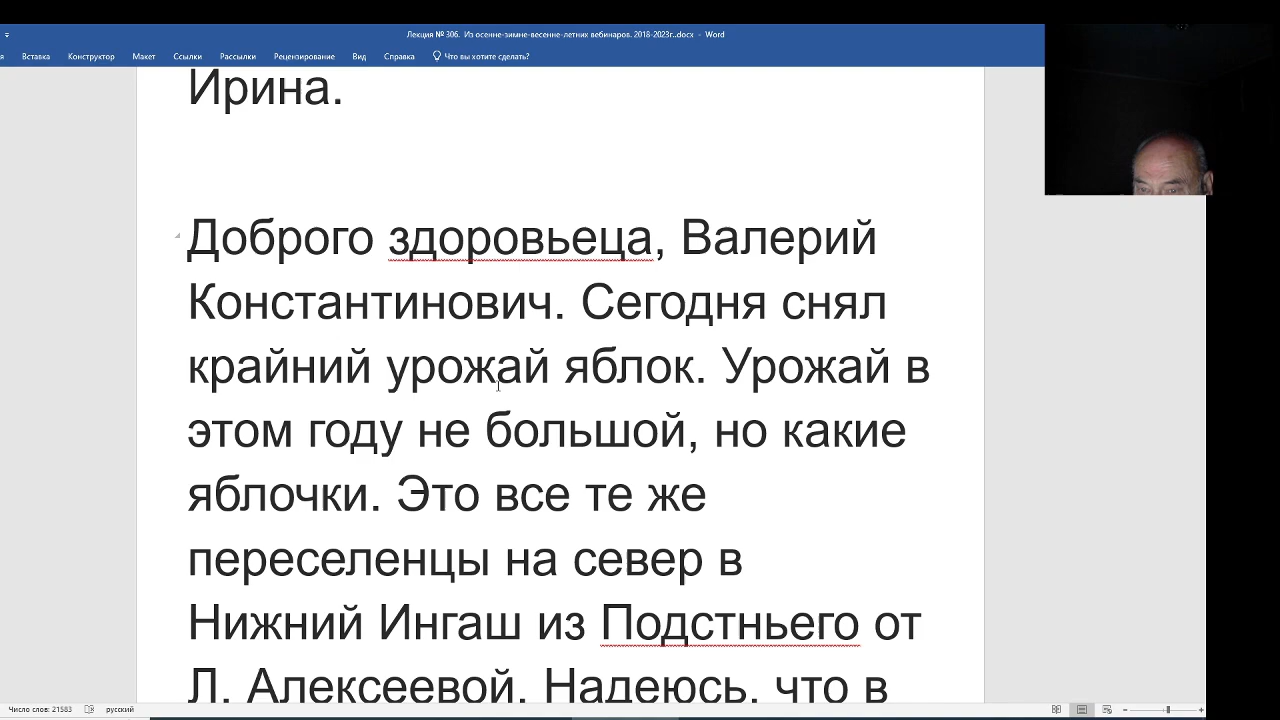 Лекция № 306. Из осенне-зимне-весенне-летних вебинаров. 2018-2023г..docx - Word
я Вставка Конструктор Макет Ссылки Рассылки Рецензирование Вид Справка Что вы хотите сделать?
Ирина.
Доброго здоровьеца, Валерий
Константинович. Сегодня снял
крайний урожай яблок. Урожай в
этом году не большой, но какие
яблочки. Это все те же
переселенцы на север в
Нижний Ингаш из Подстньего от
Л. Алексеевой. Надеюсь, что в
Число слов: 21583 русский